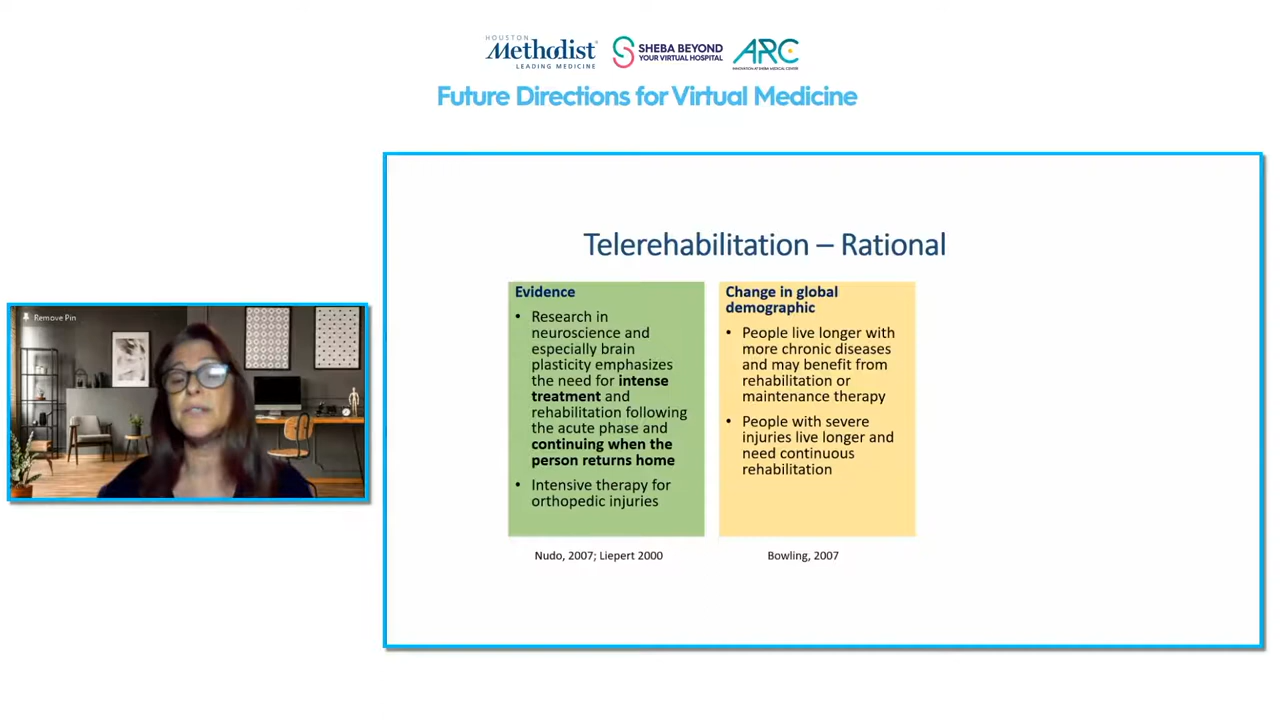 HOUSTON
Methodist
LEADING MEDICINE
SHEBA BEYOND
YOUR VIRTUAL HOSPITAL
ARC
INNOVATION AT SHEBA MEDICAL CENTER
Future Directions for Virtual Medicine
Remove Pin
Telerehabilitation – Rational
Evidence
• Research in
neuroscience and
especially brain
plasticity emphasizes
the need for intense
treatment and
rehabilitation following
the acute phase and
continuing when the
person returns home
• Intensive therapy for
orthopedic injuries
Nudo, 2007; Liepert 2000
Change in global
demographic
• People live longer with
more chronic diseases
and may benefit from
rehabilitation or
maintenance therapy
• People with severe
injuries live longer and
need continuous
rehabilitation
Bowling, 2007